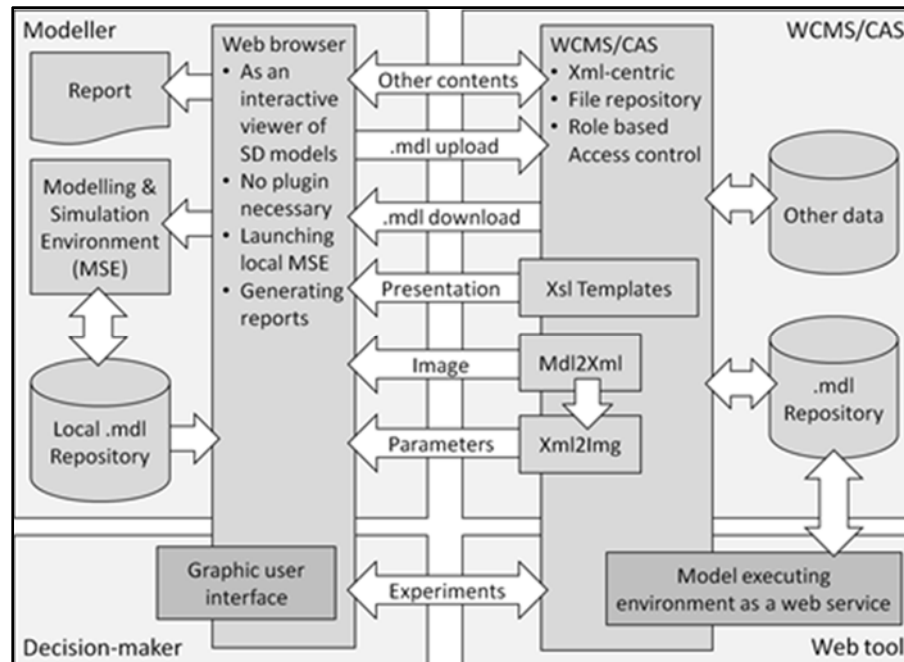 Modeller
WCMS/CAS
Report
Modelling &
Simulation
Environment
(MSE)
Local .mdl
Repository
Web browser
• As an
interactive
viewer of
SD models
• No plugin
necessary
• Launching
local MSE
• Generating
reports
Other contents
.mdl upload
.mdl download
Presentation
Image
Parameters
WCMS/CAS
• Xml-centric
• File repository
• Role based
Access control
Xsl Templates
Mdl2Xml
Xml2Img
Other data
.mdl
Repository
Graphic user
interface
Experiments
Model executing
environment as a web service
Decision-maker
Web tool